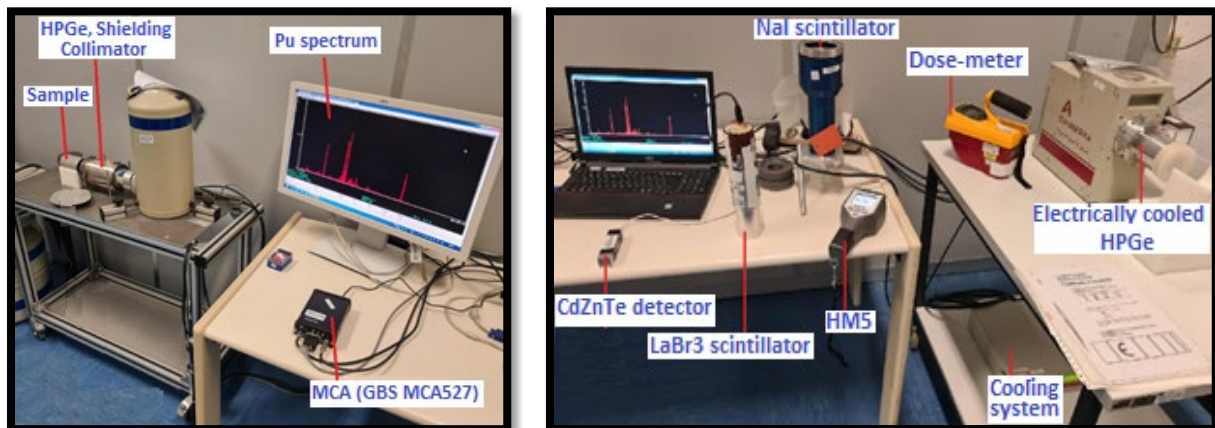 HPGe, Shielding
Collimator
Pu spectrum
Sample
MCA (GBS MCA527)
NaI scintillator
Dose-meter
CANBERRA
Electrically cooled
HPGe
CdZnTe detector
HM5
LaBr3 scintillator
Cooling
system